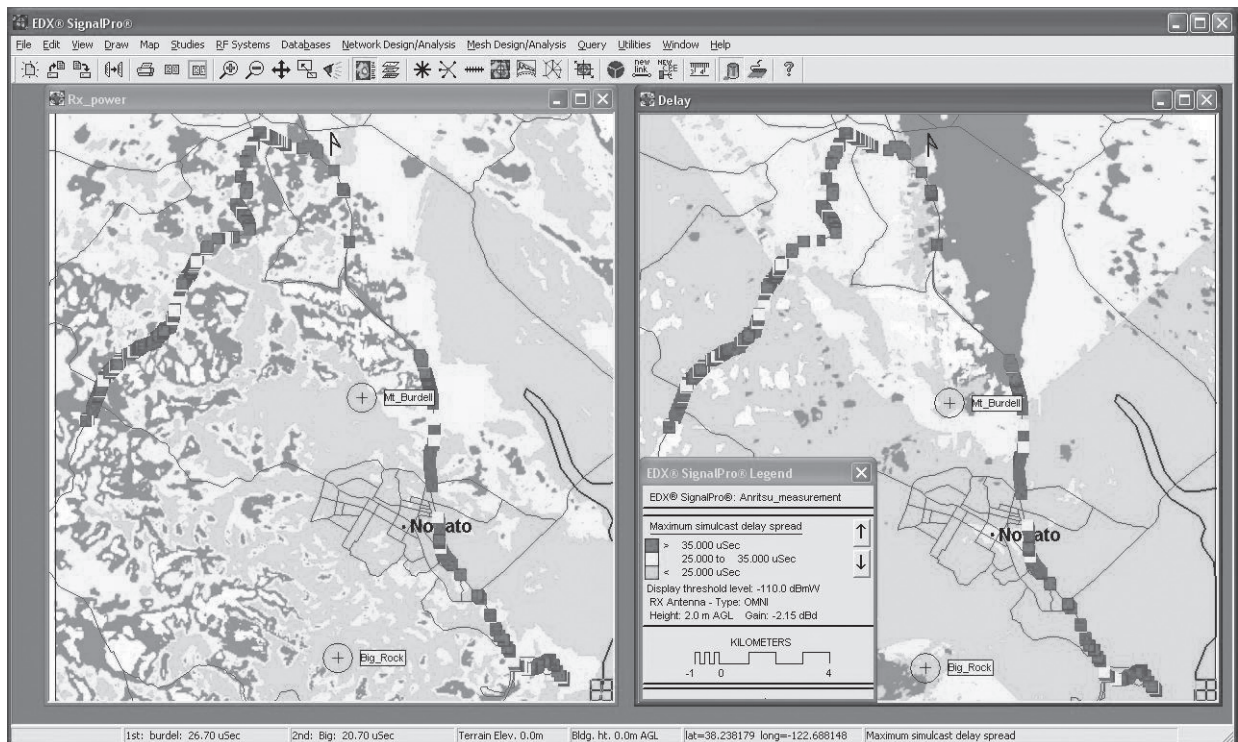 EDX® SignalPro®
File Edit View Draw Map Studies RF Systems Databases Network Design/Analysis Mesh Design/Analysis Query Utilities Window Help
new link NEW CPE
Rx_power
Delay
Mt_Burdell
Novato
Big_Rock
Mt_Burdell
Novato
Big_Rock
EDX® SignalPro® Legend
EDX® SignalPro®: Anritsu_measurement
Maximum simulcast delay spread
> 35.000 uSec
25.000 to 35.000 uSec
< 25.000 uSec
Display threshold level: -110.0 dBmW
RX Antenna - Type: OMNI
Height: 2.0 m AGL Gain: -2.15 dBd
KILOMETERS
-1 0 4
1st: burdel: 26.70 uSec 2nd: Big: 20.70 uSec Terrain Elev. 0.0m Bldg. ht. 0.0m AGL lat=38.238179 long=-122.688148 Maximum simulcast delay spread